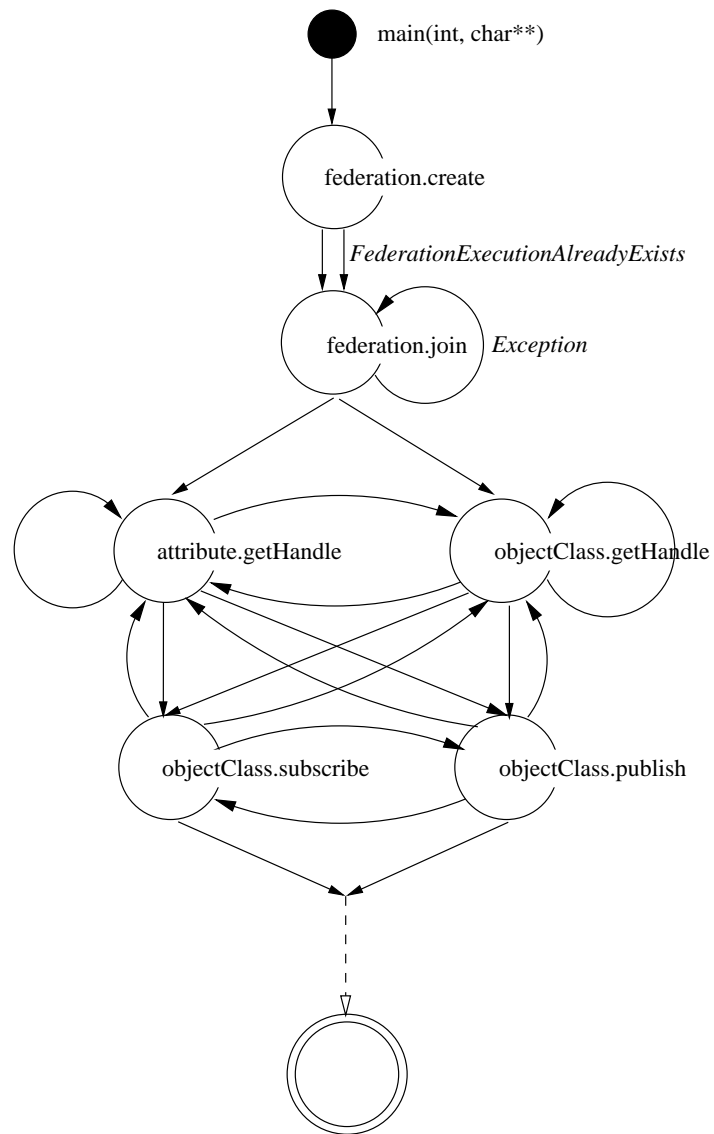 main(int, char**)
federation.create
FederationExecutionAlreadyExists
federation.join
Exception
attribute.getHandle
objectClass.getHandle
objectClass.subscribe
objectClass.publish